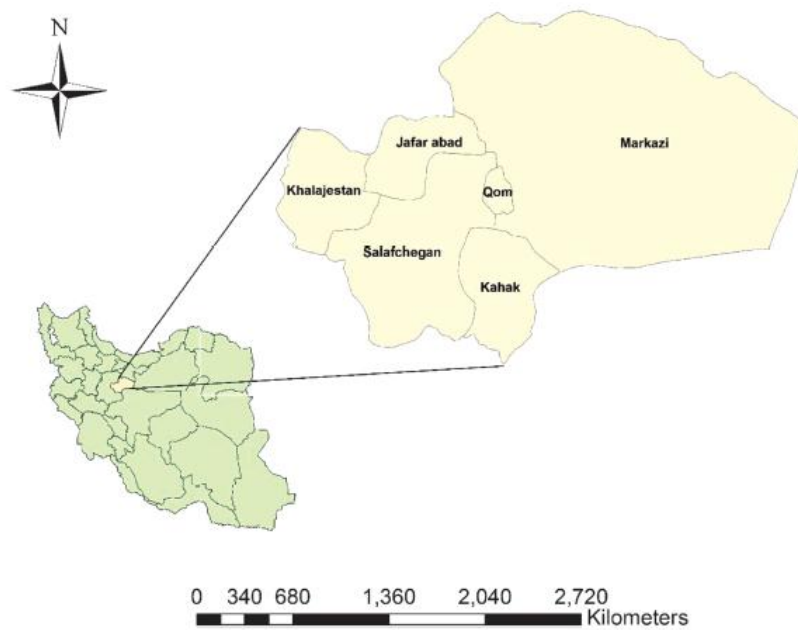 N
Jafar abad
Markazi
Khalajestan
Qom
Salafchegan
Kahak
0 340 680 1,360 2,040 2,720
Kilometers